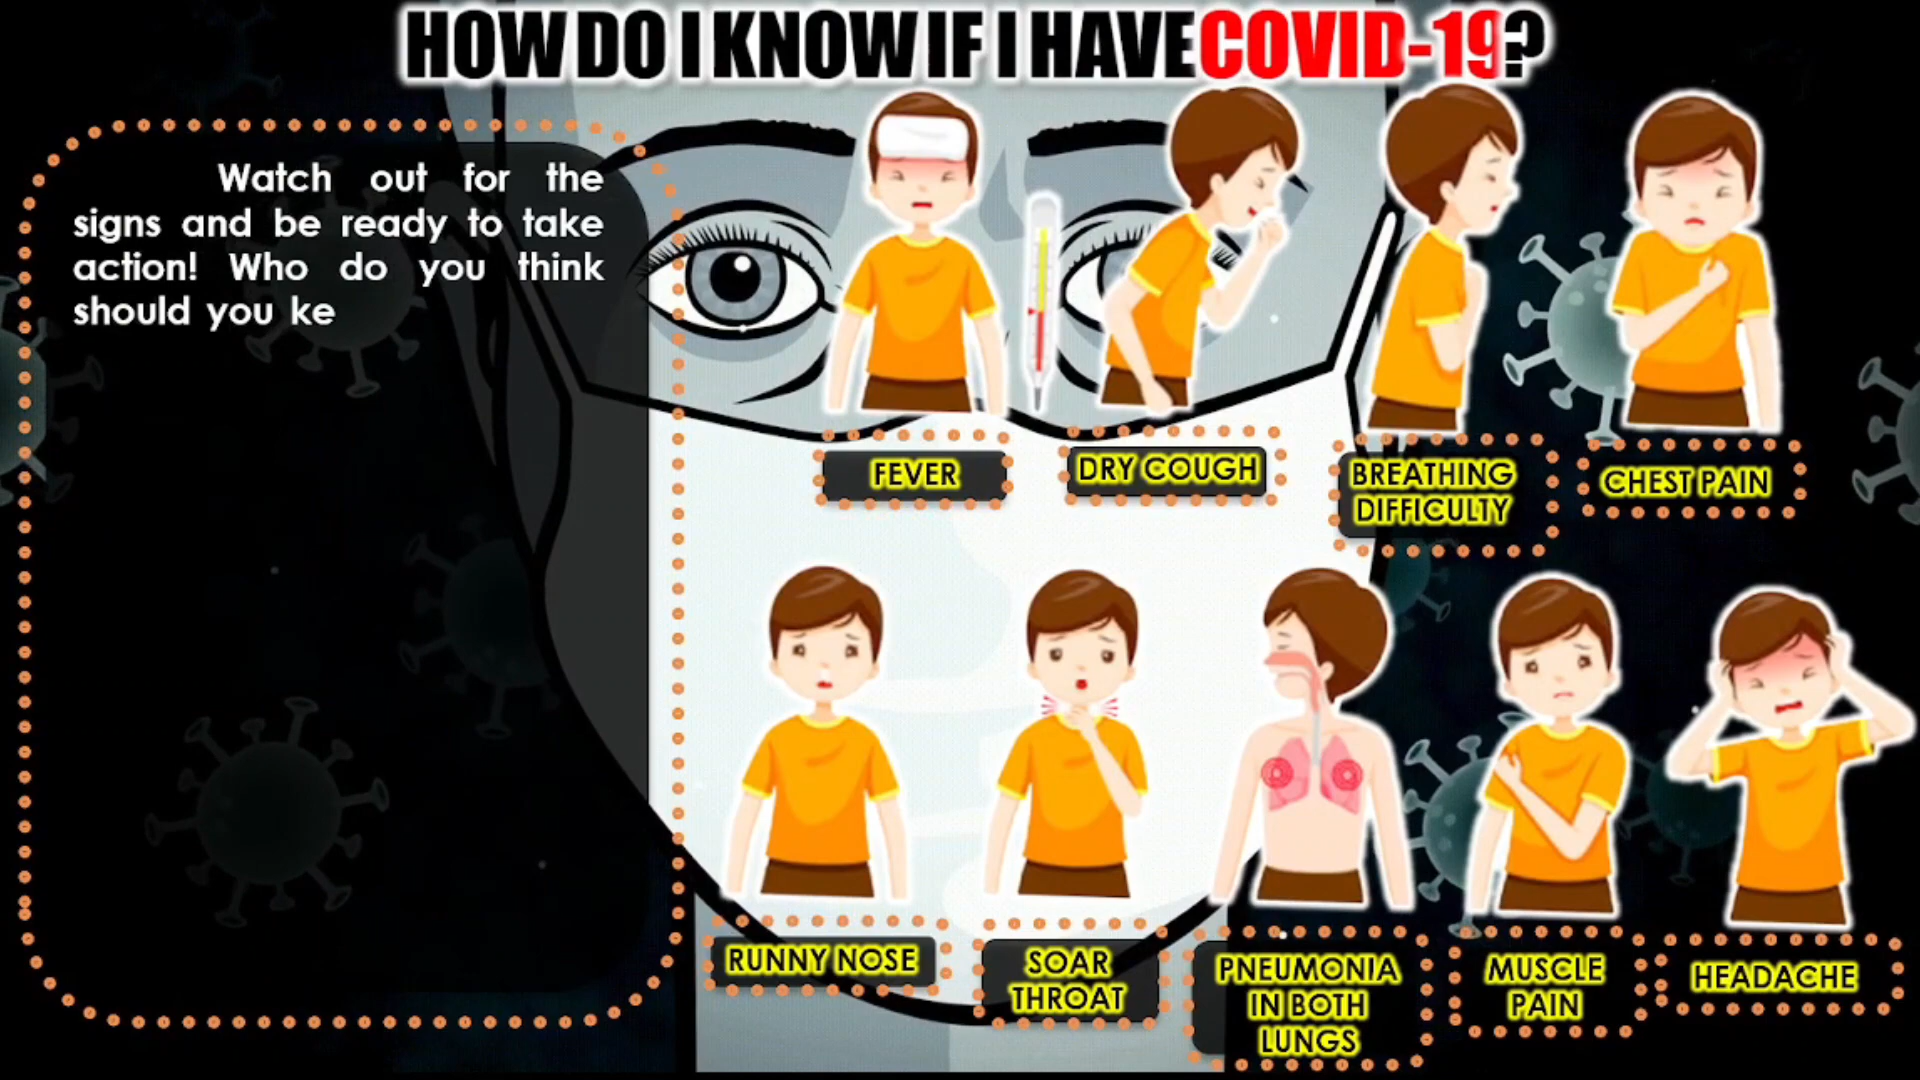 HOW DO I KNOW IF I HAVE COVID-19?
Watch out for the
signs and be ready to take
action! Who do you think
should you ke
FEVER
DRY COUGH
BREATHING
DIFFICULTY
CHEST PAIN
RUNNY NOSE
SOAR
THROAT
PNEUMONIA
IN BOTH
LUNGS
MUSCLE
PAIN
HEADACHE